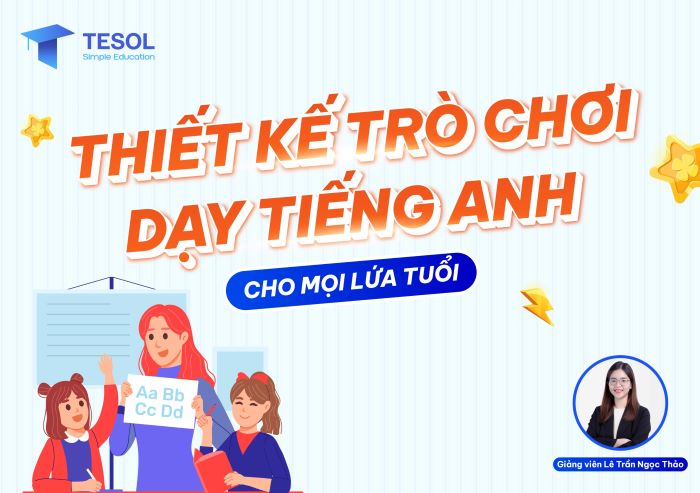 TESOL
Simple Education
THIẾT KẾ TRÒ CHƠI
DẠY TIẾNG ANH
CHO MỌI LỨA TUỔI
Aa Bb
Cc Dd
Giảng viên Lê Trần Ngọc Thảo